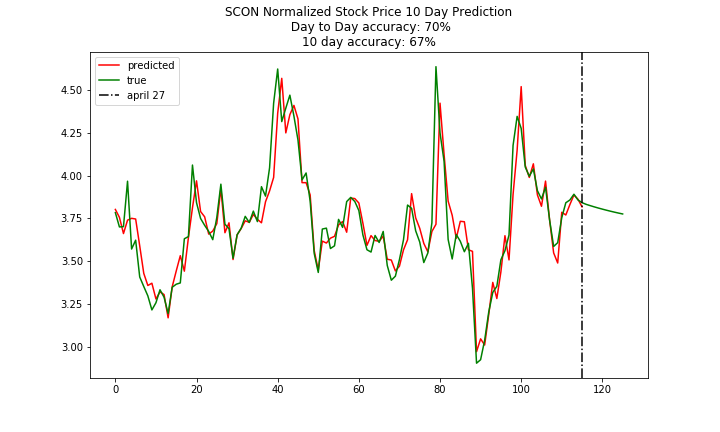 SCON Normalized Stock Price 10 Day Prediction
Day to Day accuracy: 70%
10 day accuracy: 67%
predicted
true
april 27
4.50
4.25
4.00
3.75
3.50
3.25
3.00
0 20 40 60 80 100 120